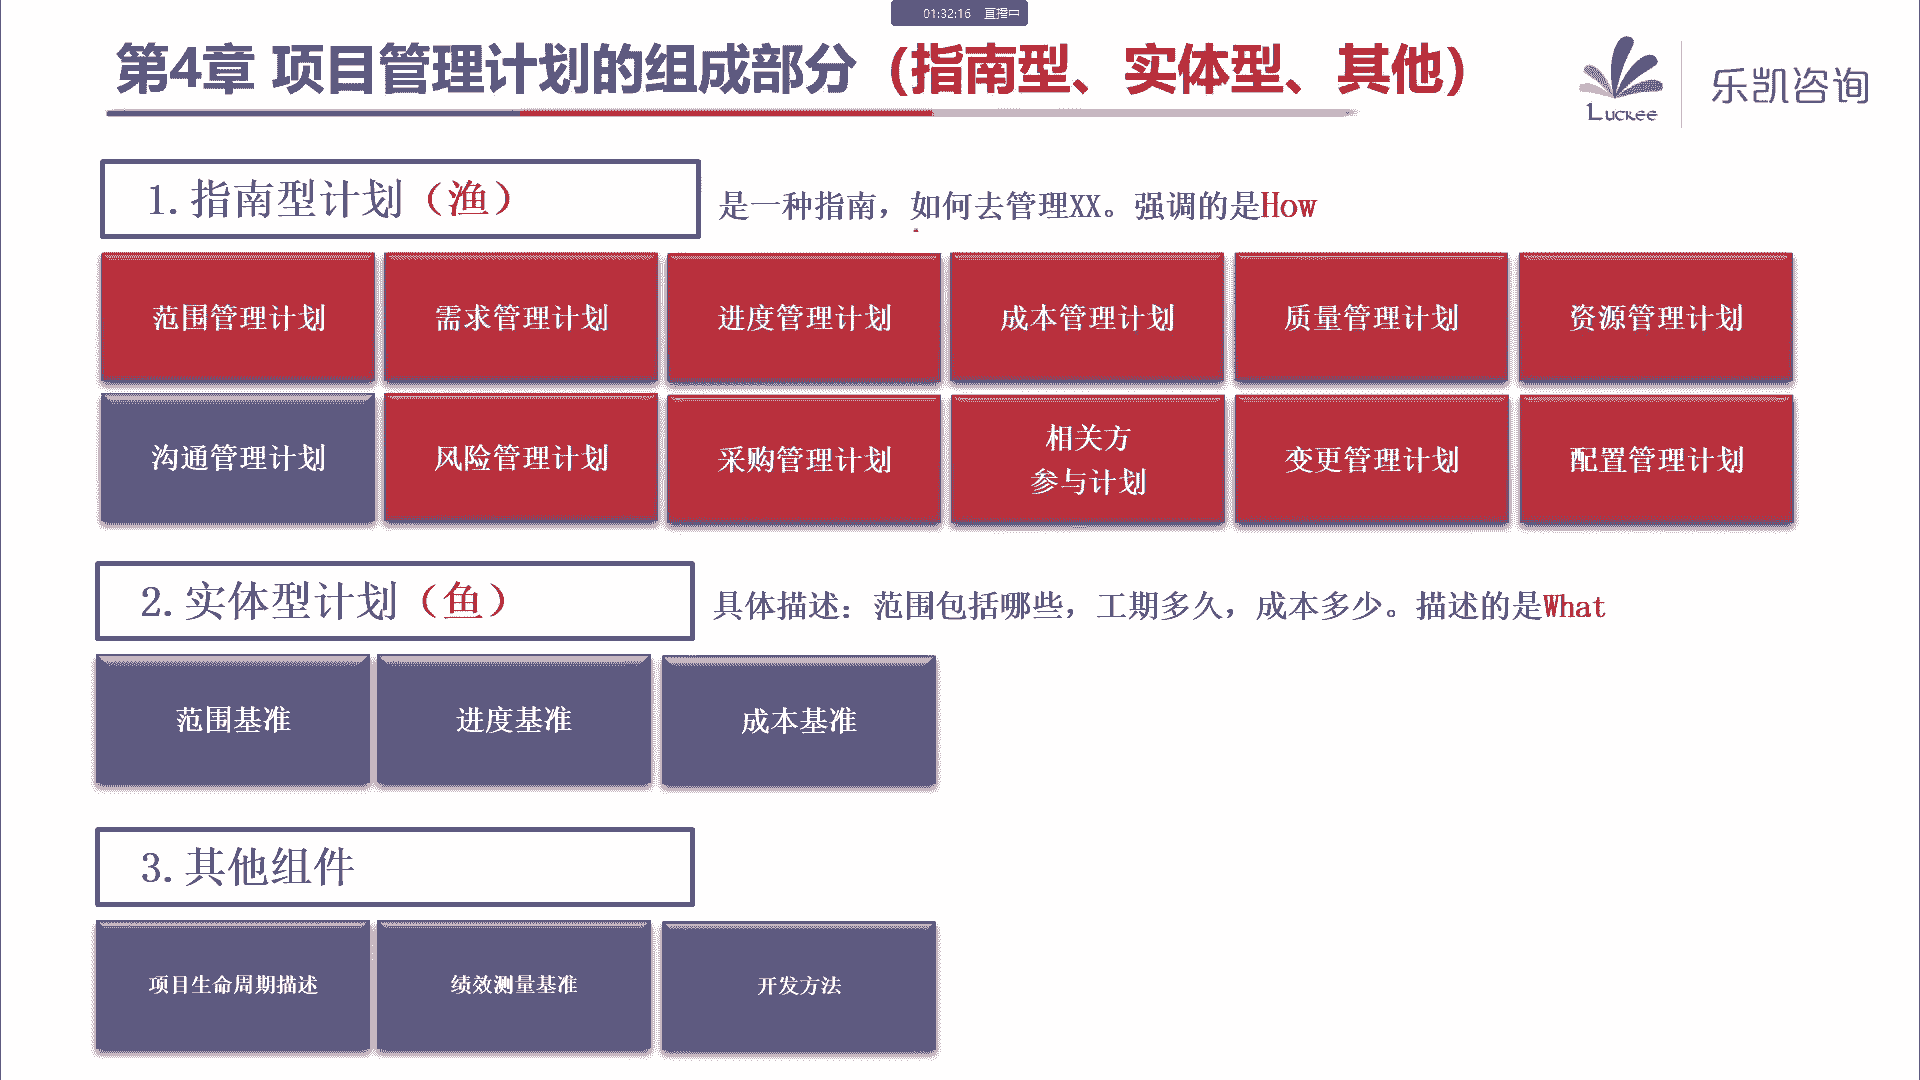 01:32:16 直播中
第4章 项目管理计划的组成部分（指南型、实体型、其他）
Luckee
乐凯咨询
1.指南型计划（渔）
是一种指南，如何去管理XX。强调的是How
范围管理计划
需求管理计划
进度管理计划
成本管理计划
质量管理计划
资源管理计划
沟通管理计划
风险管理计划
采购管理计划
相关方
参与计划
变更管理计划
配置管理计划
2.实体型计划（鱼）
具体描述：范围包括哪些，工期多久，成本多少。描述的是What
范围基准
进度基准
成本基准
3.其他组件
项目生命周期描述
绩效测量基准
开发方法